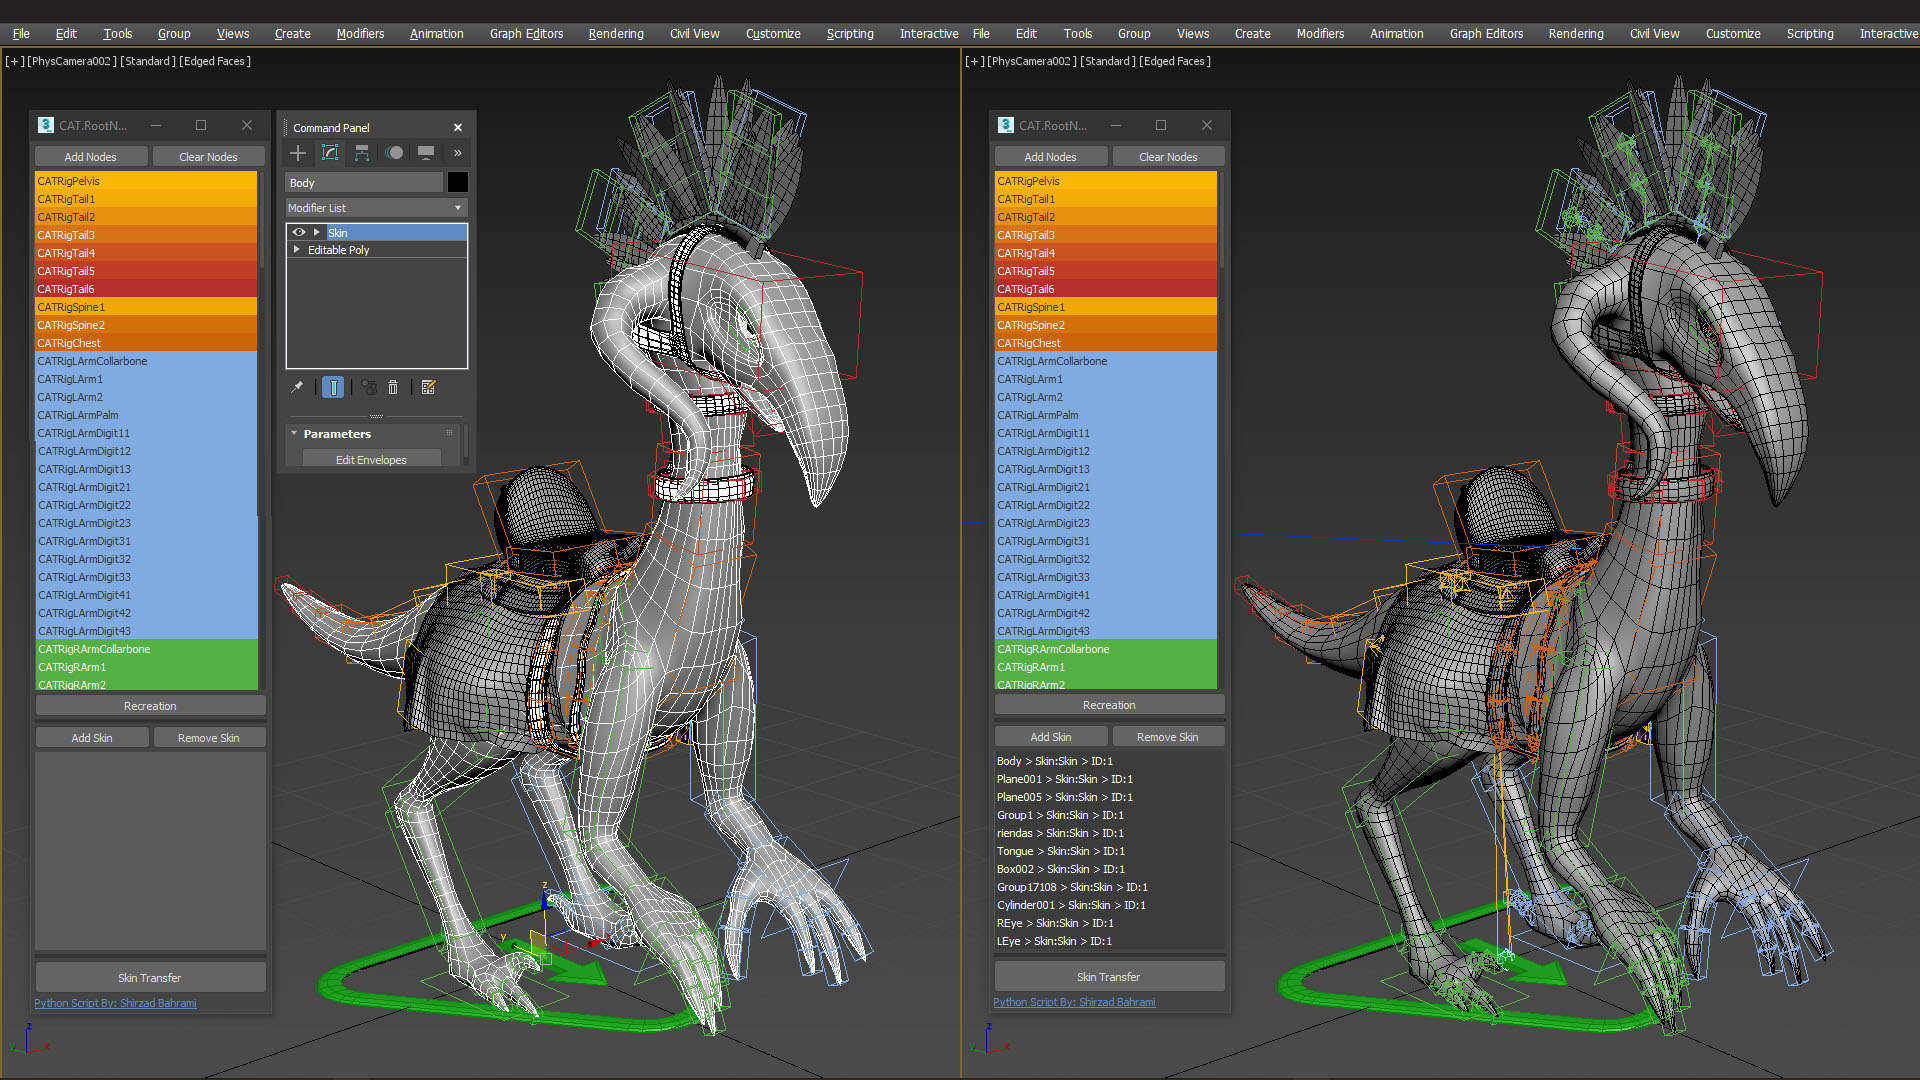 File Edit Tools Group Views Create Modifiers Animation Graph Editors Rendering Civil View Customize Scripting Interactive
[+] [PhysCamera002] [Standard] [Edged Faces]
CAT.RootN...
Add Nodes Clear Nodes
CATRigPelvis
CATRigTail1
CATRigTail2
CATRigTail3
CATRigTail4
CATRigTail5
CATRigTail6
CATRigSpine1
CATRigSpine2
CATRigChest
CATRigLArmCollarbone
CATRigLArm1
CATRigLArm2
CATRigLArmPalm
CATRigLArmDigit11
CATRigLArmDigit12
CATRigLArmDigit13
CATRigLArmDigit21
CATRigLArmDigit22
CATRigLArmDigit23
CATRigLArmDigit31
CATRigLArmDigit32
CATRigLArmDigit33
CATRigLArmDigit41
CATRigLArmDigit42
CATRigLArmDigit43
CATRigRArmCollarbone
CATRigRArm1
CATRigRArm2
Recreation
Add Skin Remove Skin
Skin Transfer
Python Script By: Shirzad Bahrami
Command Panel
»
Body
Modifier List
Skin
Editable Poly
Parameters
Edit Envelopes
z
y
z
y x
File Edit Tools Group Views Create Modifiers Animation Graph Editors Rendering Civil View Customize Scripting Interactive
[+] [PhysCamera002] [Standard] [Edged Faces]
CAT.RootN...
Add Nodes Clear Nodes
CATRigPelvis
CATRigTail1
CATRigTail2
CATRigTail3
CATRigTail4
CATRigTail5
CATRigTail6
CATRigSpine1
CATRigSpine2
CATRigChest
CATRigLArmCollarbone
CATRigLArm1
CATRigLArm2
CATRigLArmPalm
CATRigLArmDigit11
CATRigLArmDigit12
CATRigLArmDigit13
CATRigLArmDigit21
CATRigLArmDigit22
CATRigLArmDigit23
CATRigLArmDigit31
CATRigLArmDigit32
CATRigLArmDigit33
CATRigLArmDigit41
CATRigLArmDigit42
CATRigLArmDigit43
CATRigRArmCollarbone
CATRigRArm1
CATRigRArm2
Recreation
Add Skin Remove Skin
Body > Skin:Skin > ID:1
Plane001 > Skin:Skin > ID:1
Plane005 > Skin:Skin > ID:1
Group1 > Skin:Skin > ID:1
riendas > Skin:Skin > ID:1
Tongue > Skin:Skin > ID:1
Box002 > Skin:Skin > ID:1
Group17108 > Skin:Skin > ID:1
Cylinder001 > Skin:Skin > ID:1
REye > Skin:Skin > ID:1
LEye > Skin:Skin > ID:1
Skin Transfer
Python Script By: Shirzad Bahrami
z
y x